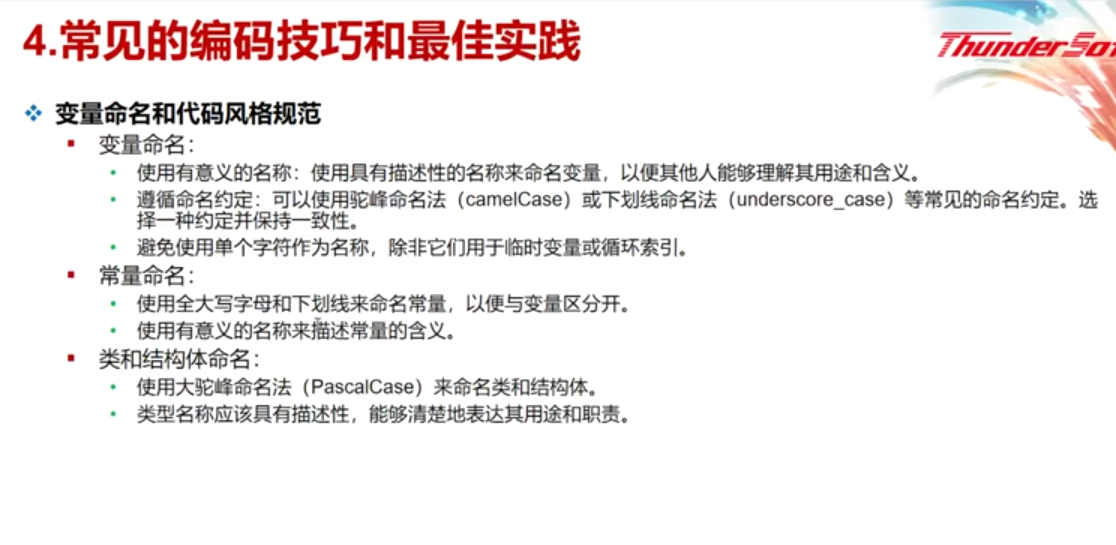 4.常见的编码技巧和最佳实践
ThunderSof
变量命名和代码风格规范
变量命名：
使用有意义的名称：使用具有描述性的名称来命名变量，以便其他人能够理解其用途和含义。
遵循命名约定：可以使用驼峰命名法（camelCase）或下划线命名法（underscore_case）等常见的命名约定。选
择一种约定并保持一致性。
避免使用单个字符作为名称，除非它们用于临时变量或循环索引。
常量命名：
使用全大写字母和下划线来命名常量，以便与变量区分开。
使用有意义的名称来描述常量的含义。
类和结构体命名：
使用大驼峰命名法（PascalCase）来命名类和结构体。
类型名称应该具有描述性，能够清楚地表达其用途和职责。